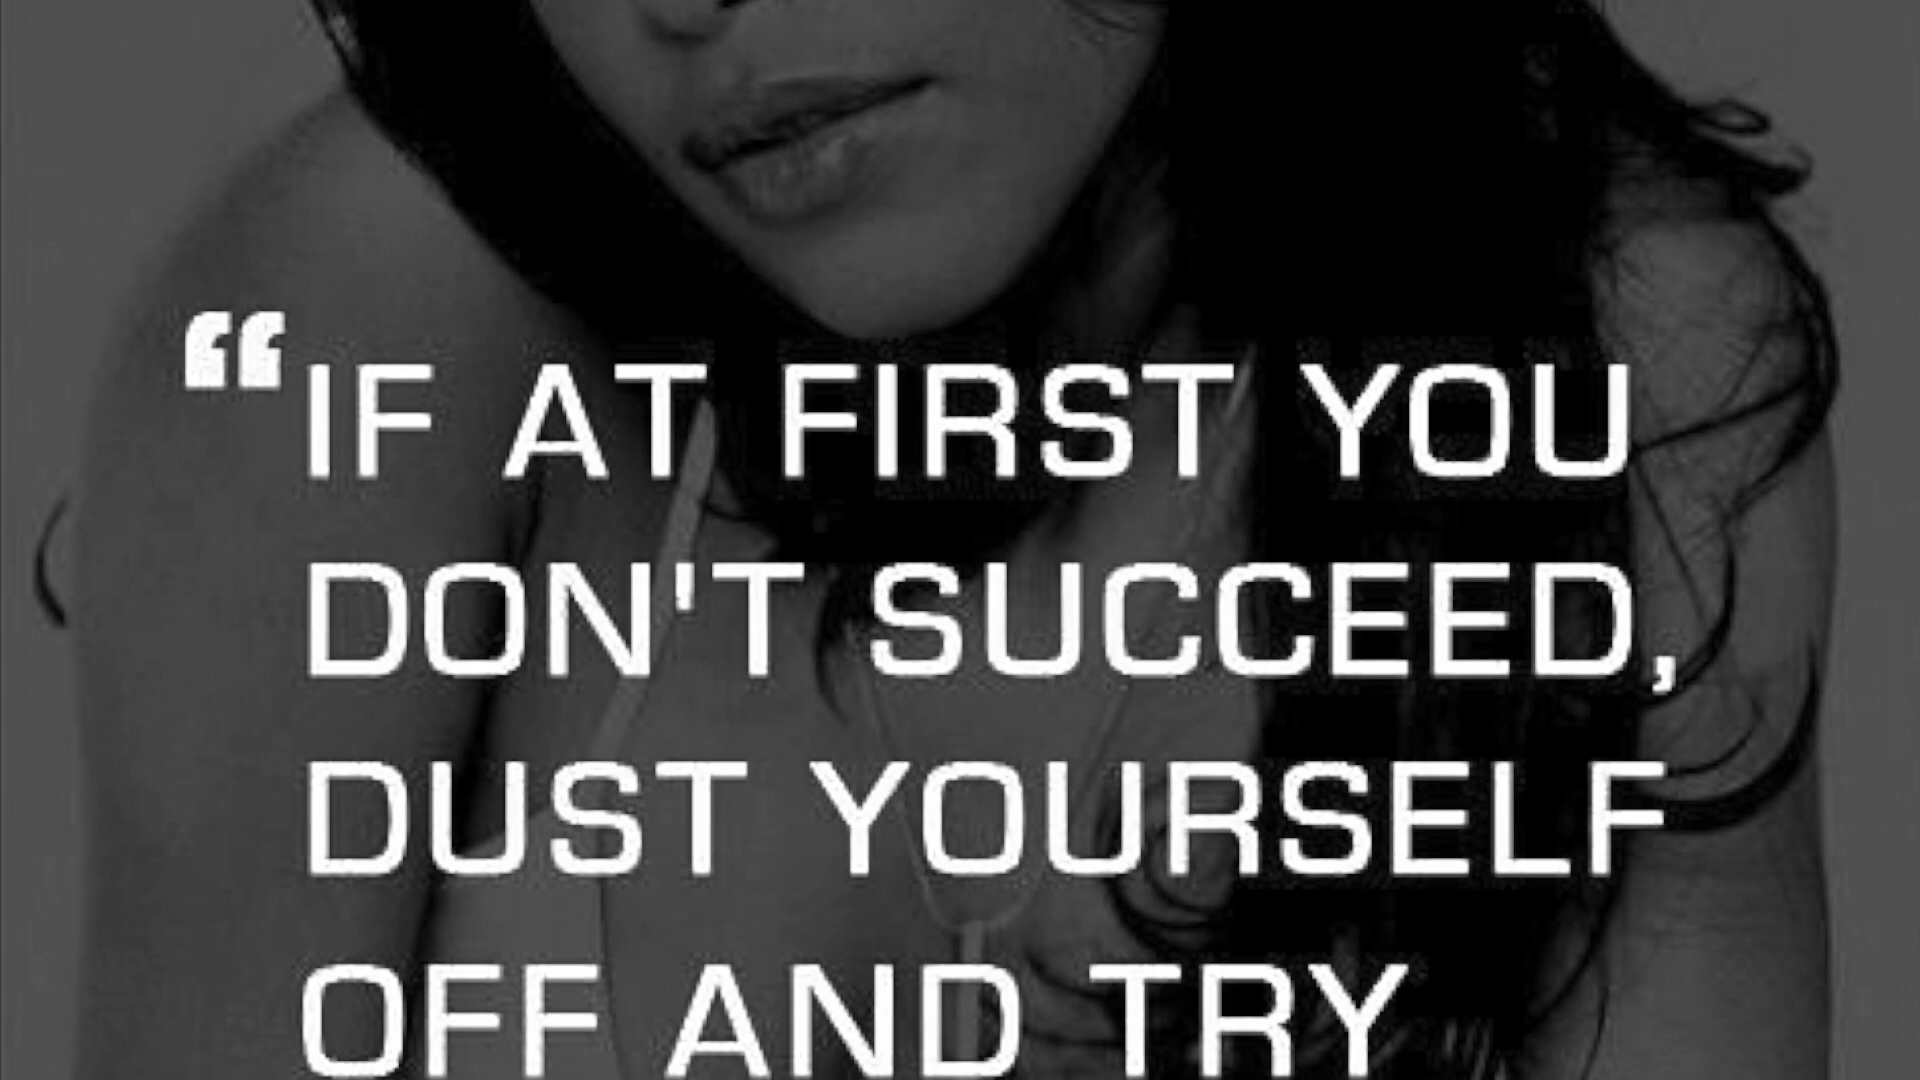 “IF AT FIRST YOU
DON'T SUCCEED,
DUST YOURSELF
OFF AND TRY